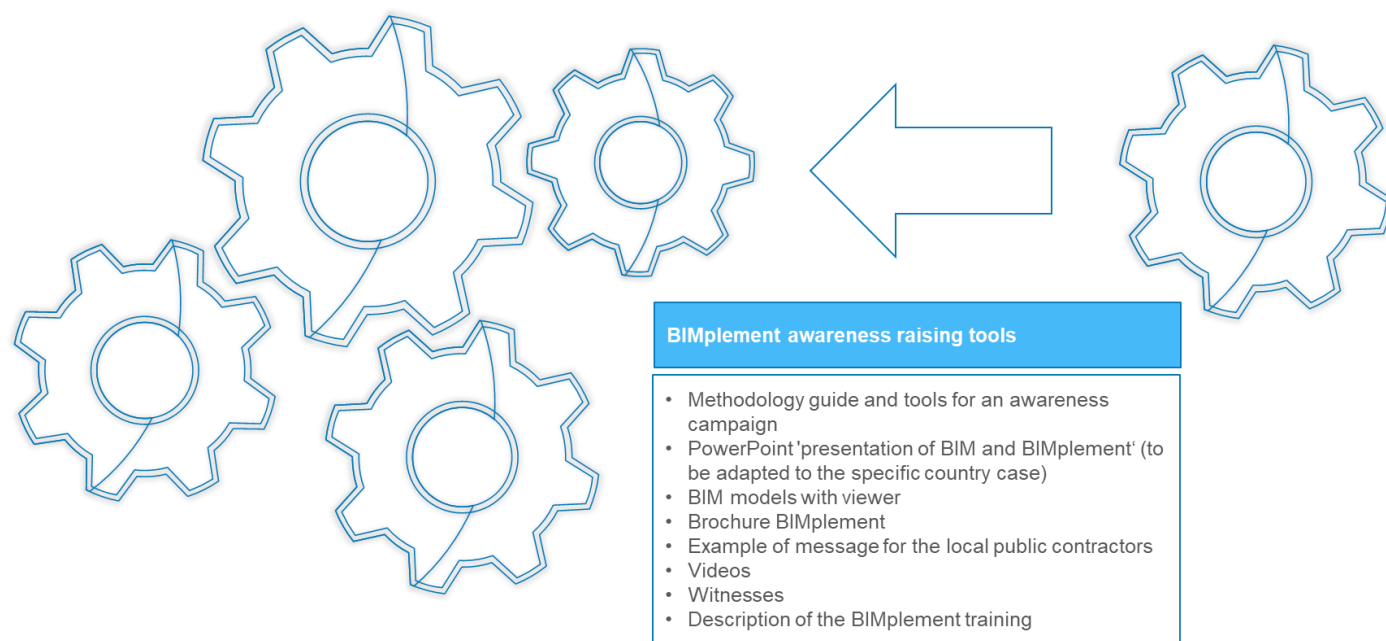 BIMplement awareness raising tools
• Methodology guide and tools for an awareness
campaign
• PowerPoint 'presentation of BIM and BIMplement‘ (to
be adapted to the specific country case)
• BIM models with viewer
• Brochure BIMplement
• Example of message for the local public contractors
• Videos
• Witnesses
• Description of the BIMplement training